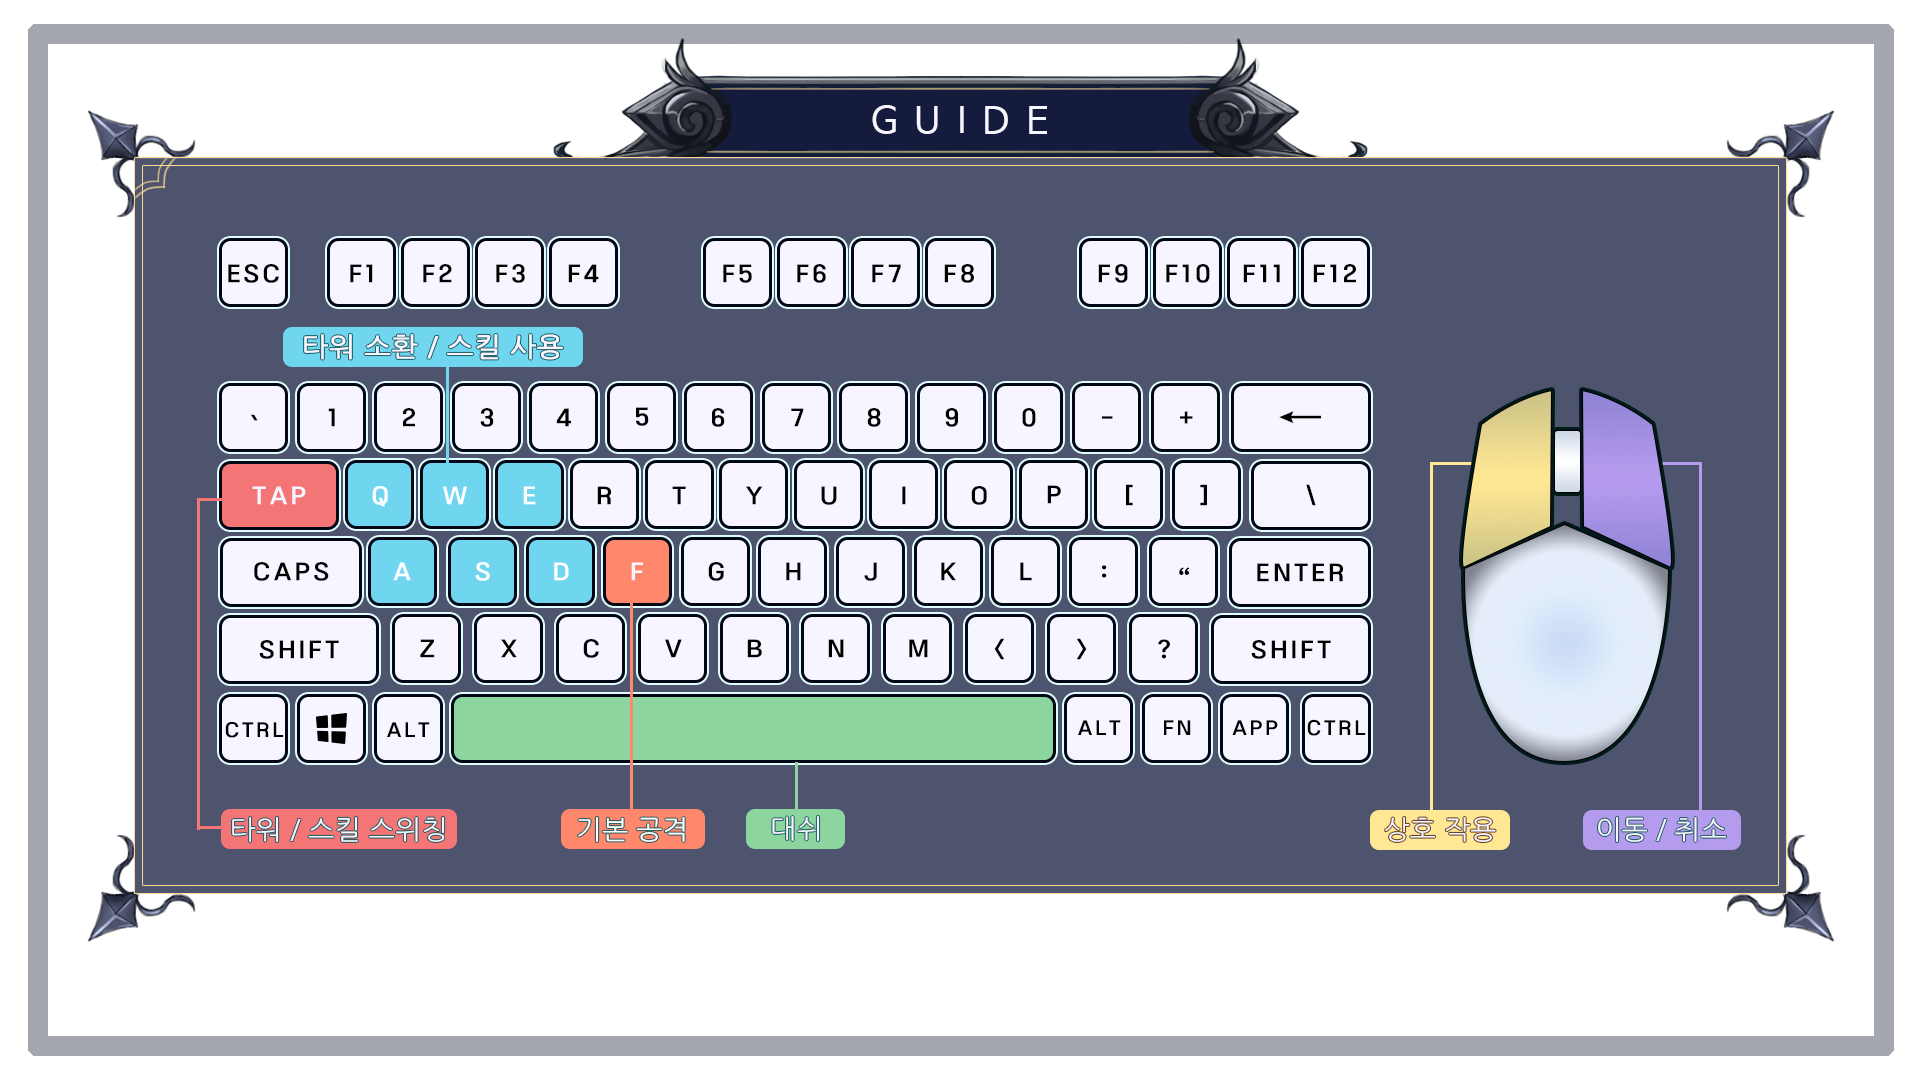 GUIDE
ESC F1 F2 F3 F4 F5 F6 F7 F8 F9 F10 F11 F12
타워 소환 / 스킬 사용
` 1 2 3 4 5 6 7 8 9 0 - + ←
TAP Q W E R T Y U I O P [ ] \
CAPS A S D F G H J K L : “ ENTER
SHIFT Z X C V B N M 〈 〉 ? SHIFT
CTRL ALT ALT FN APP CTRL
타워 / 스킬 스위칭
기본 공격
대쉬
상호 작용
이동 / 취소